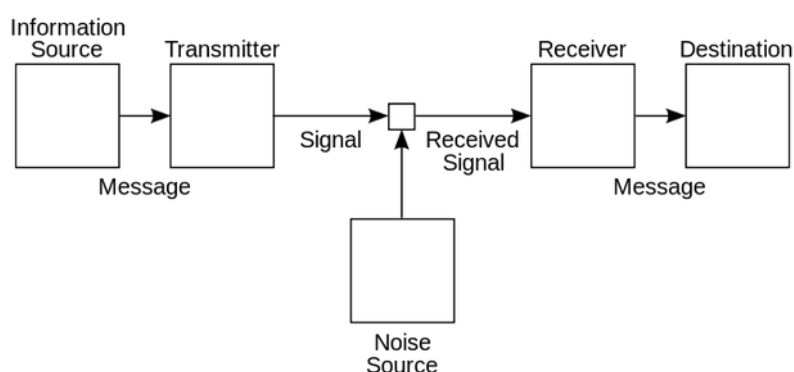 Information
Source
Transmitter
Receiver
Destination
Signal
Received
Signal
Message
Message
Noise
Source